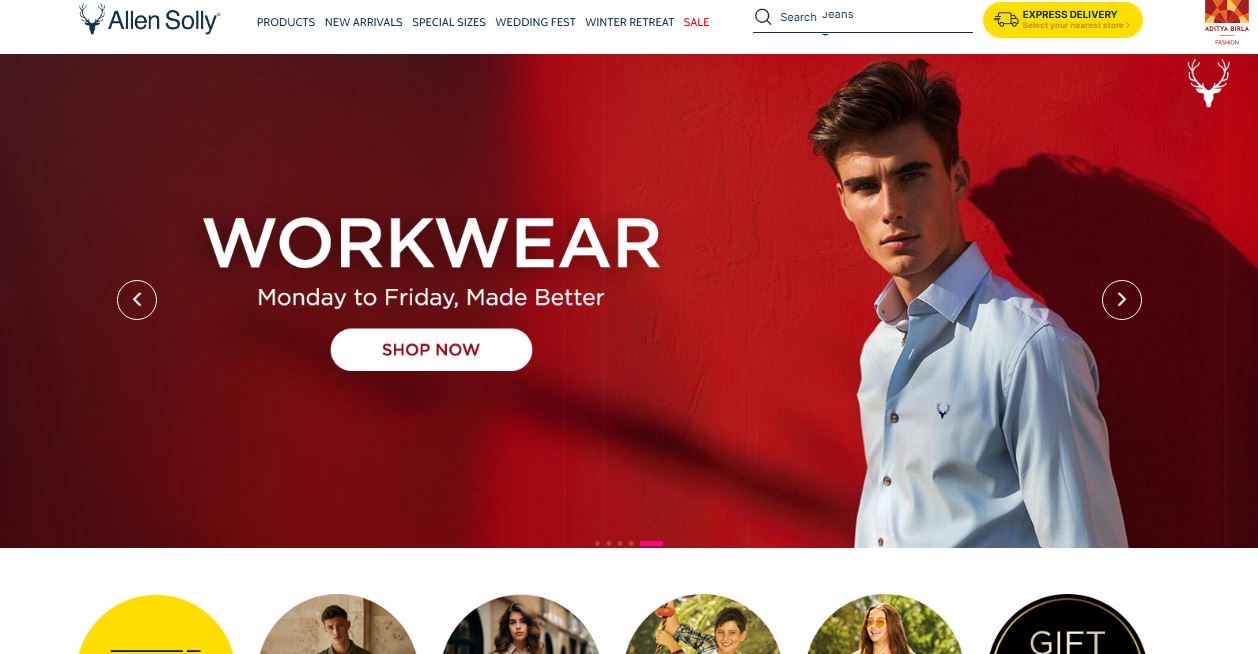 Allen Solly
PRODUCTS NEW ARRIVALS SPECIAL SIZES WEDDING FEST WINTER RETREAT SALE
Search Jeans
EXPRESS DELIVERY
Select your nearest store >
ADITYA BIRLA
FASHION
WORKWEAR
Monday to Friday, Made Better
SHOP NOW
GIFT